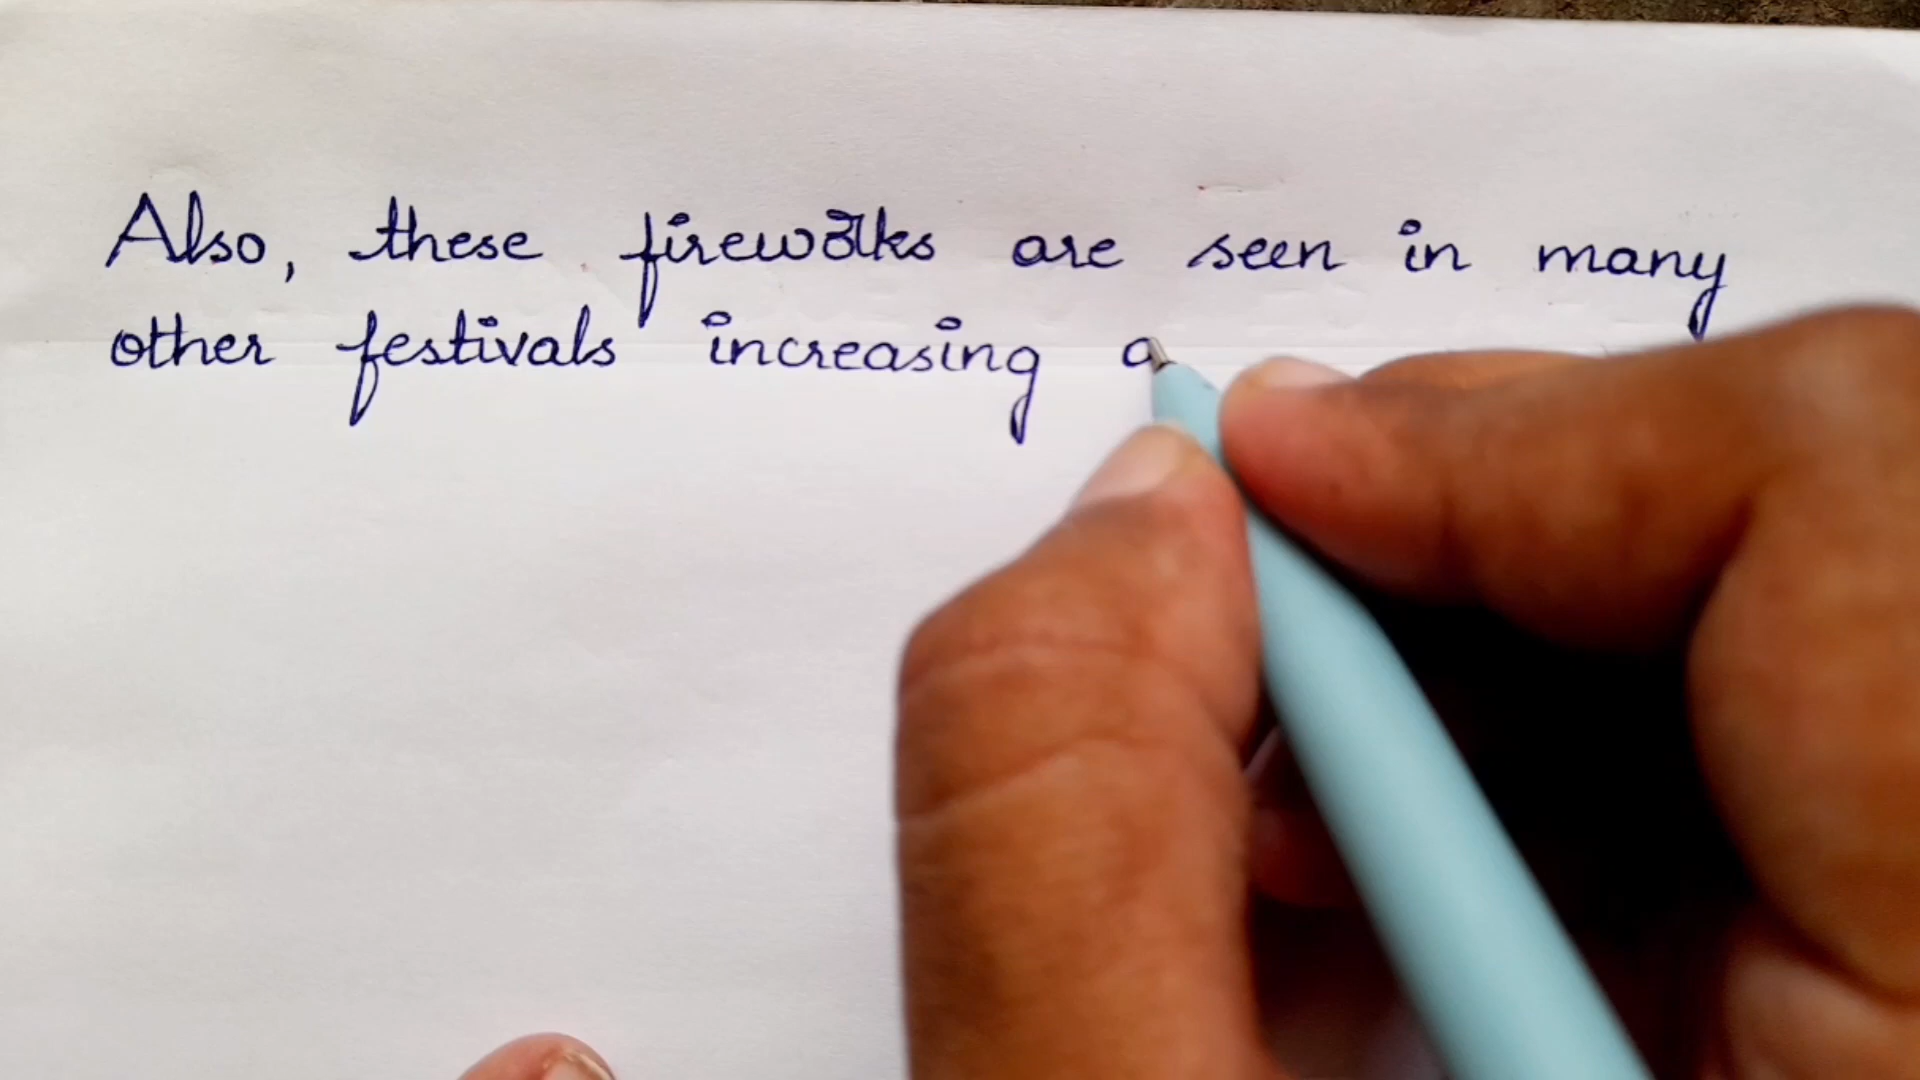 Also, these fireworks are seen in many
other festivals increasing a